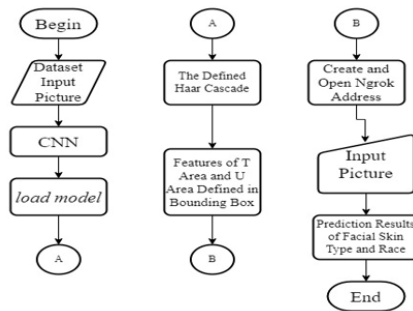 Begin
Dataset
Input
Picture
CNN
load model
A
A
The Defined
Haar Cascade
Features of T
Area and U
Area Defined in
Bounding Box
B
B
Create and
Open Ngrok
Address
Input
Picture
Prediction Results
of Facial Skin
Type and Race
End